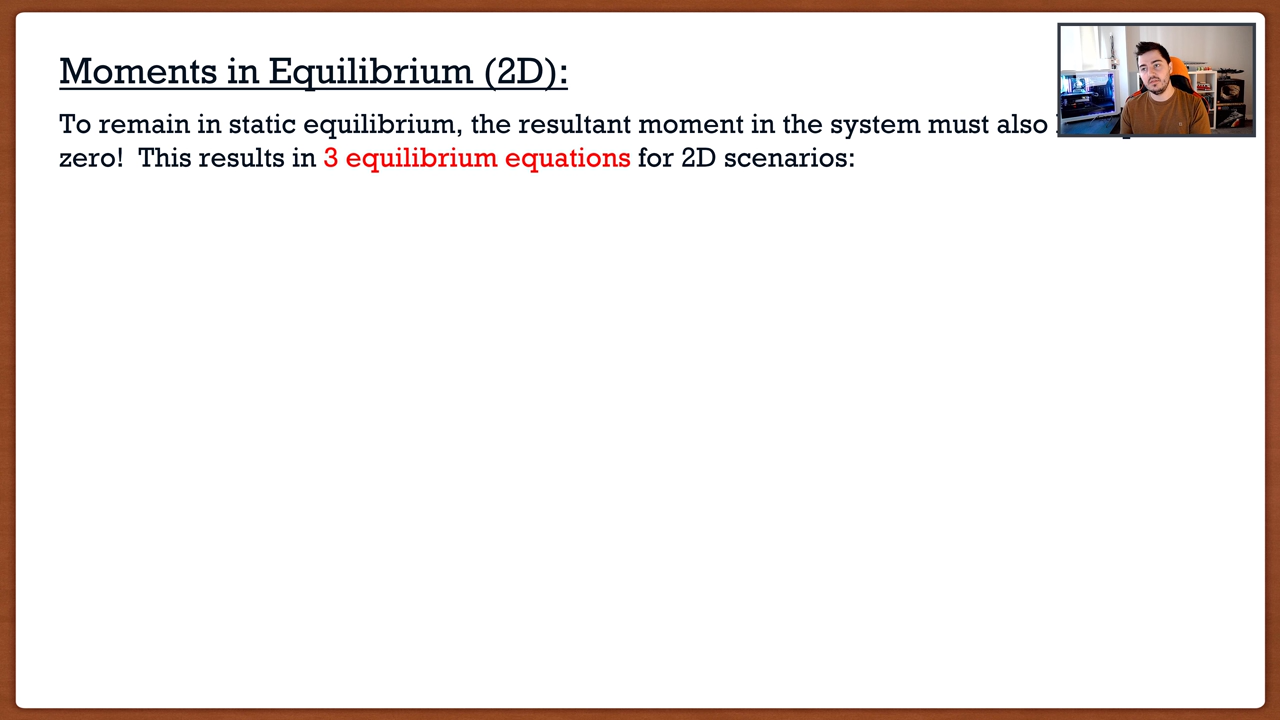 Moments in Equilibrium (2D):
To remain in static equilibrium, the resultant moment in the system must also
zero!  This results in 3 equilibrium equations for 2D scenarios: